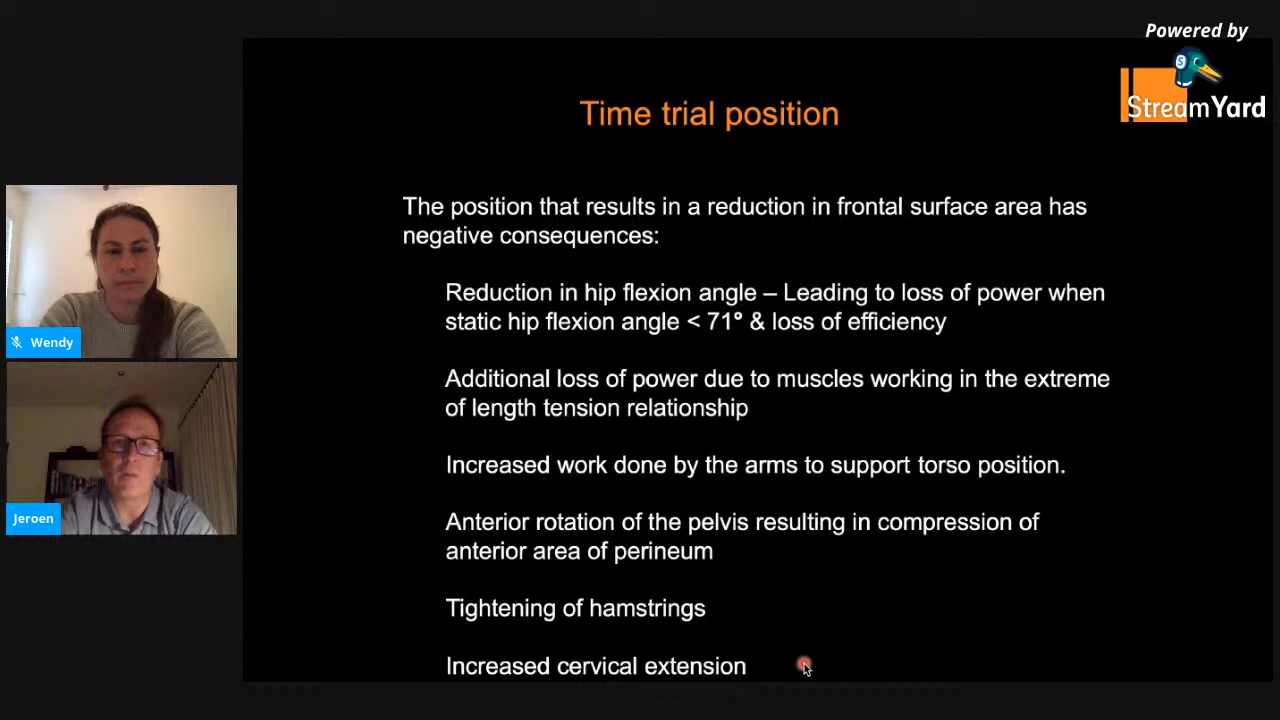 Powered by
StreamYard
Time trial position
The position that results in a reduction in frontal surface area has
negative consequences:
Reduction in hip flexion angle – Leading to loss of power when
static hip flexion angle < 71° & loss of efficiency
Additional loss of power due to muscles working in the extreme
of length tension relationship
Increased work done by the arms to support torso position.
Anterior rotation of the pelvis resulting in compression of
anterior area of perineum
Tightening of hamstrings
Increased cervical extension
Wendy
Jeroen